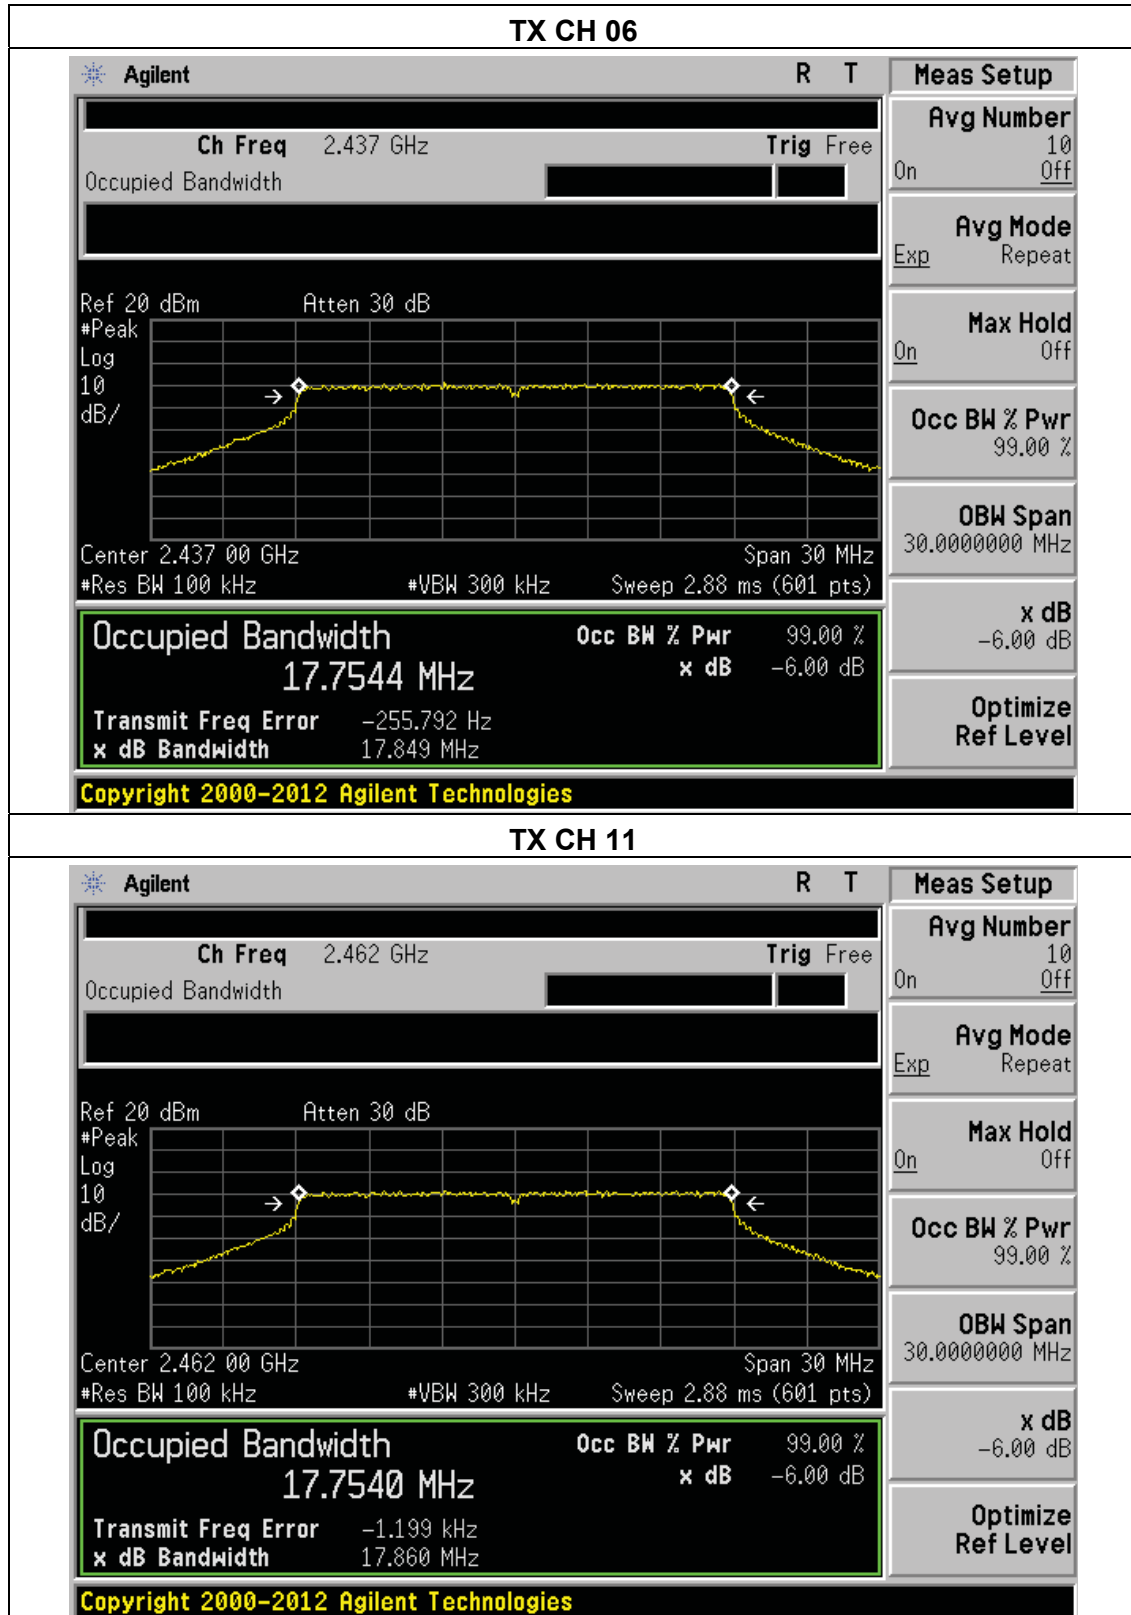 TX CH 06
Agilent R T Meas Setup
Ch Freq 2.437 GHz Trig Free
Occupied Bandwidth
Avg Number
10
On Off
Avg Mode
Exp Repeat
Max Hold
On Off
Occ BW % Pwr
99.00 %
OBW Span
30.0000000 MHz
x dB
-6.00 dB
Optimize
Ref Level
Ref 20 dBm Atten 30 dB
#Peak
Log
10
dB/
Center 2.437 00 GHz Span 30 MHz
#Res BW 100 kHz #VBW 300 kHz Sweep 2.88 ms (601 pts)
Occupied Bandwidth Occ BW % Pwr 99.00 %
17.7544 MHz x dB -6.00 dB
Transmit Freq Error -255.792 Hz
x dB Bandwidth 17.849 MHz
Copyright 2000-2012 Agilent Technologies
TX CH 11
Agilent R T Meas Setup
Ch Freq 2.462 GHz Trig Free
Occupied Bandwidth
Avg Number
10
On Off
Avg Mode
Exp Repeat
Max Hold
On Off
Occ BW % Pwr
99.00 %
OBW Span
30.0000000 MHz
x dB
-6.00 dB
Optimize
Ref Level
Ref 20 dBm Atten 30 dB
#Peak
Log
10
dB/
Center 2.462 00 GHz Span 30 MHz
#Res BW 100 kHz #VBW 300 kHz Sweep 2.88 ms (601 pts)
Occupied Bandwidth Occ BW % Pwr 99.00 %
17.7540 MHz x dB -6.00 dB
Transmit Freq Error -1.199 kHz
x dB Bandwidth 17.860 MHz
Copyright 2000-2012 Agilent Technologies